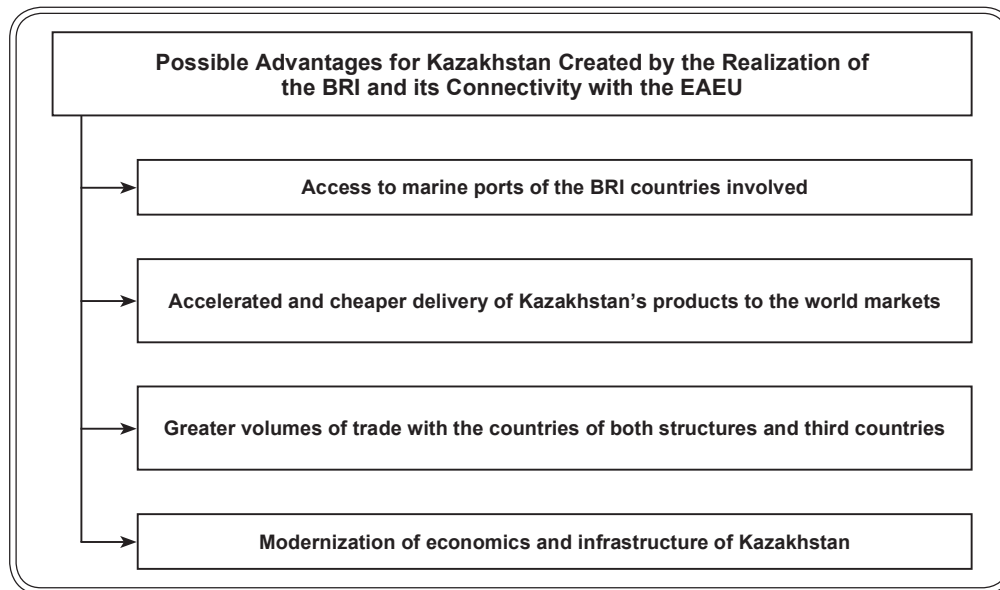 Possible Advantages for Kazakhstan Created by the Realization of
the BRI and its Connectivity with the EAEU
Access to marine ports of the BRI countries involved
Accelerated and cheaper delivery of Kazakhstan’s products to the world markets
Greater volumes of trade with the countries of both structures and third countries
Modernization of economics and infrastructure of Kazakhstan